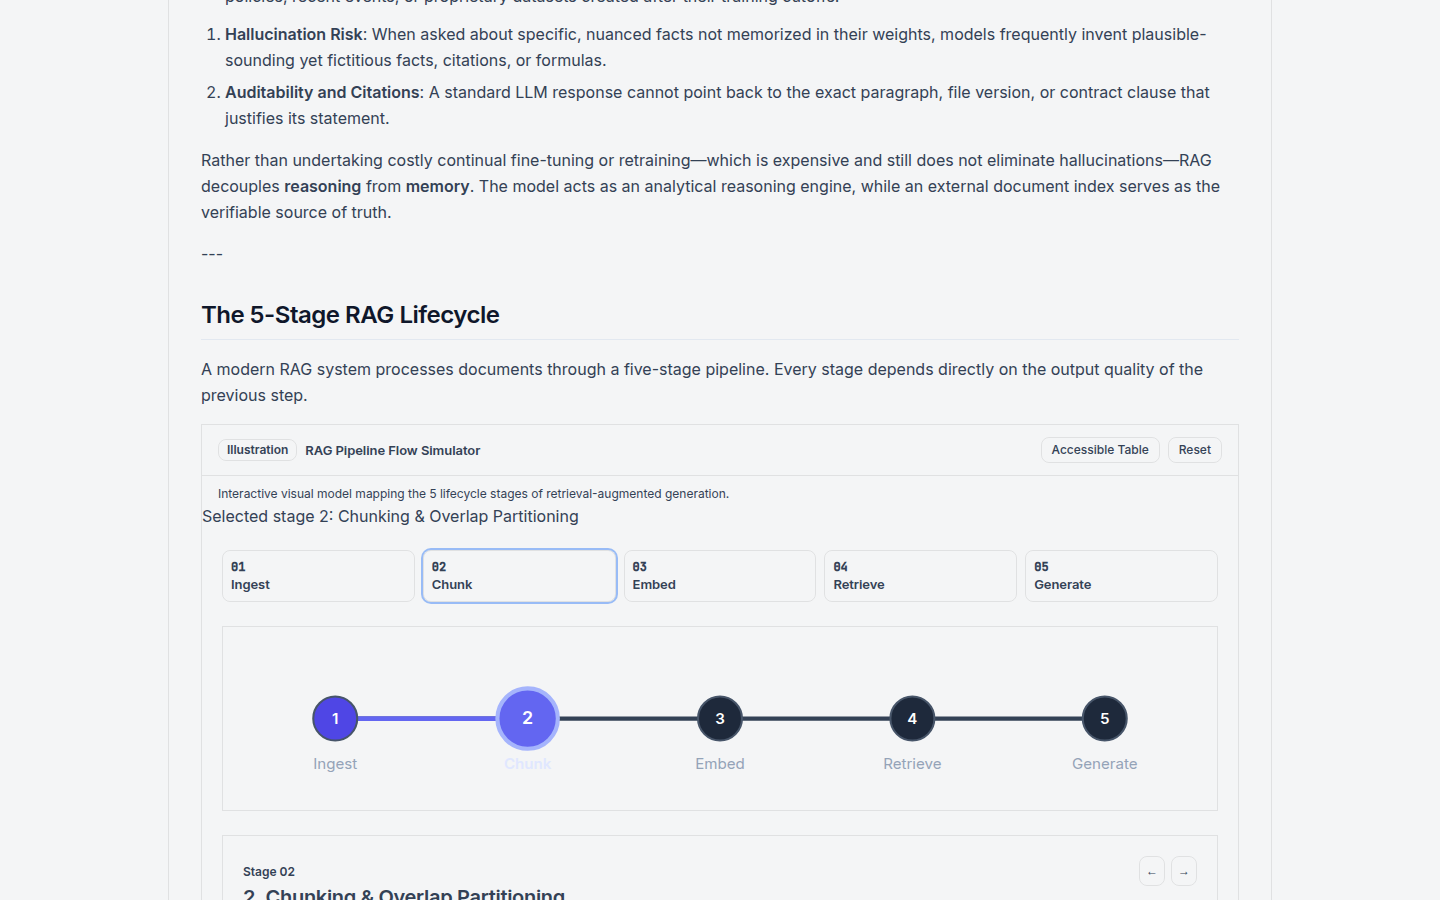 1. Hallucination Risk: When asked about specific, nuanced facts not memorized in their weights, models frequently invent plausible-
sounding yet fictitious facts, citations, or formulas.
2. Auditability and Citations: A standard LLM response cannot point back to the exact paragraph, file version, or contract clause that
justifies its statement.
Rather than undertaking costly continual fine-tuning or retraining—which is expensive and still does not eliminate hallucinations—RAG
decouples reasoning from memory. The model acts as an analytical reasoning engine, while an external document index serves as the
verifiable source of truth.
---
The 5-Stage RAG Lifecycle
A modern RAG system processes documents through a five-stage pipeline. Every stage depends directly on the output quality of the
previous step.
Illustration RAG Pipeline Flow Simulator Accessible Table Reset
Interactive visual model mapping the 5 lifecycle stages of retrieval-augmented generation.
Selected stage 2: Chunking & Overlap Partitioning
01 02 03 04 05
Ingest Chunk Embed Retrieve Generate
1 2 3 4 5
Ingest Chunk Embed Retrieve Generate
Stage 02 ← →
2. Chunking & Overlap Partitioning